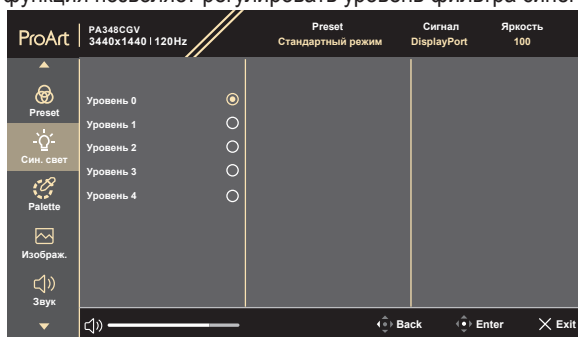 функция позволяет регулировать уровень фильтра сине.
ProArt
PA348CGV
3440x1440 | 120Hz
Preset
Стандартный режим
Сигнал
DisplayPort
Яркость
100
Preset
Син. свет
Palette
Изображ.
Звук
Уровень 0
Уровень 1
Уровень 2
Уровень 3
Уровень 4
Back
Enter
Exit